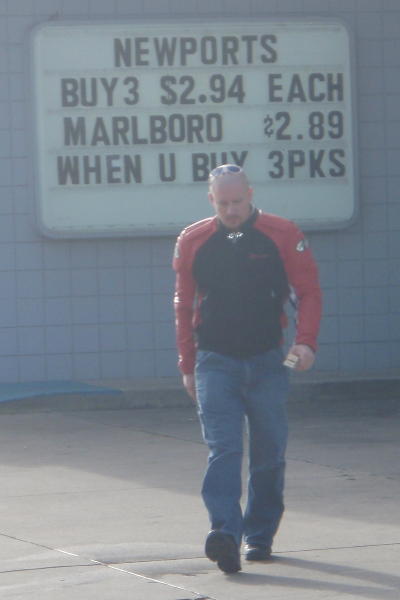 NEWPORTS
BUY3 $2.94 EACH
MARLBORO $2.89
WHEN U BUY 3PKS